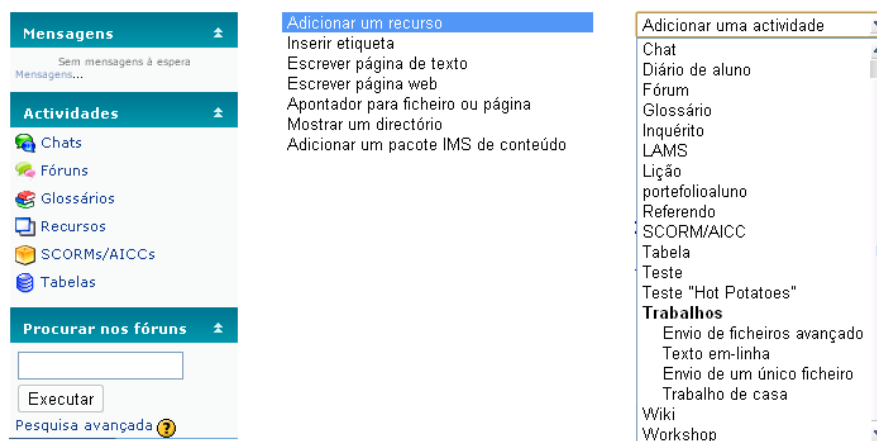 Mensagens
Sem mensagens à espera
Mensagens...
Actividades
Chats
Fóruns
Glossários
Recursos
SCORMs/AICCs
Tabelas
Procurar nos fóruns
Executar
Pesquisa avançada ?
Adicionar um recurso
Inserir etiqueta
Escrever página de texto
Escrever página web
Apontador para ficheiro ou página
Mostrar um directório
Adicionar um pacote IMS de conteúdo
Adicionar uma actividade
Chat
Diário de aluno
Fórum
Glossário
Inquérito
LAMS
Lição
portefolioaluno
Referendo
SCORM/AICC
Tabela
Teste
Teste "Hot Potatoes"
Trabalhos
Envio de ficheiros avançado
Texto em-linha
Envio de um único ficheiro
Trabalho de casa
Wiki
Workshop